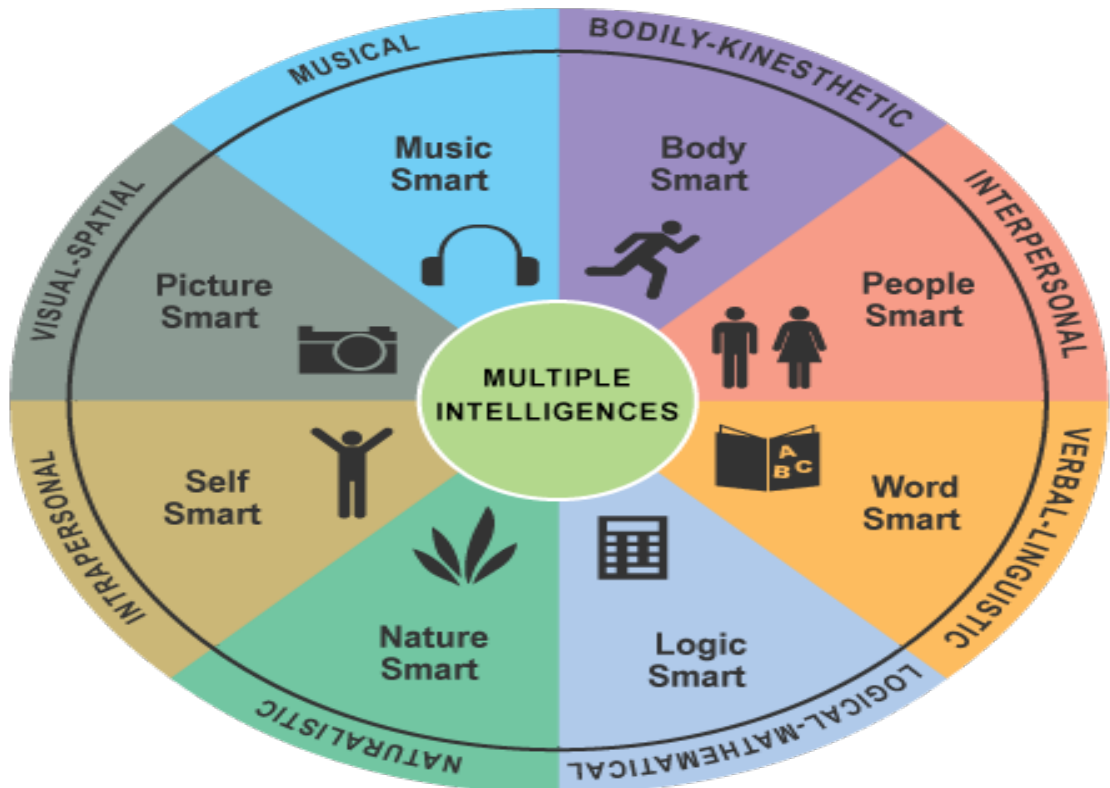 MUSICAL
BODILY-KINESTHETIC
INTERPERSONAL
VERBAL-LINGUISTIC
LOGICAL-MATHEMATICAL
NATURALISTIC
INTRAPERSONAL
VISUAL-SPATIAL
Music
Smart
Body
Smart
People
Smart
Word
Smart
A
B C
Logic
Smart
Nature
Smart
Self
Smart
Picture
Smart
MULTIPLE
INTELLIGENCES